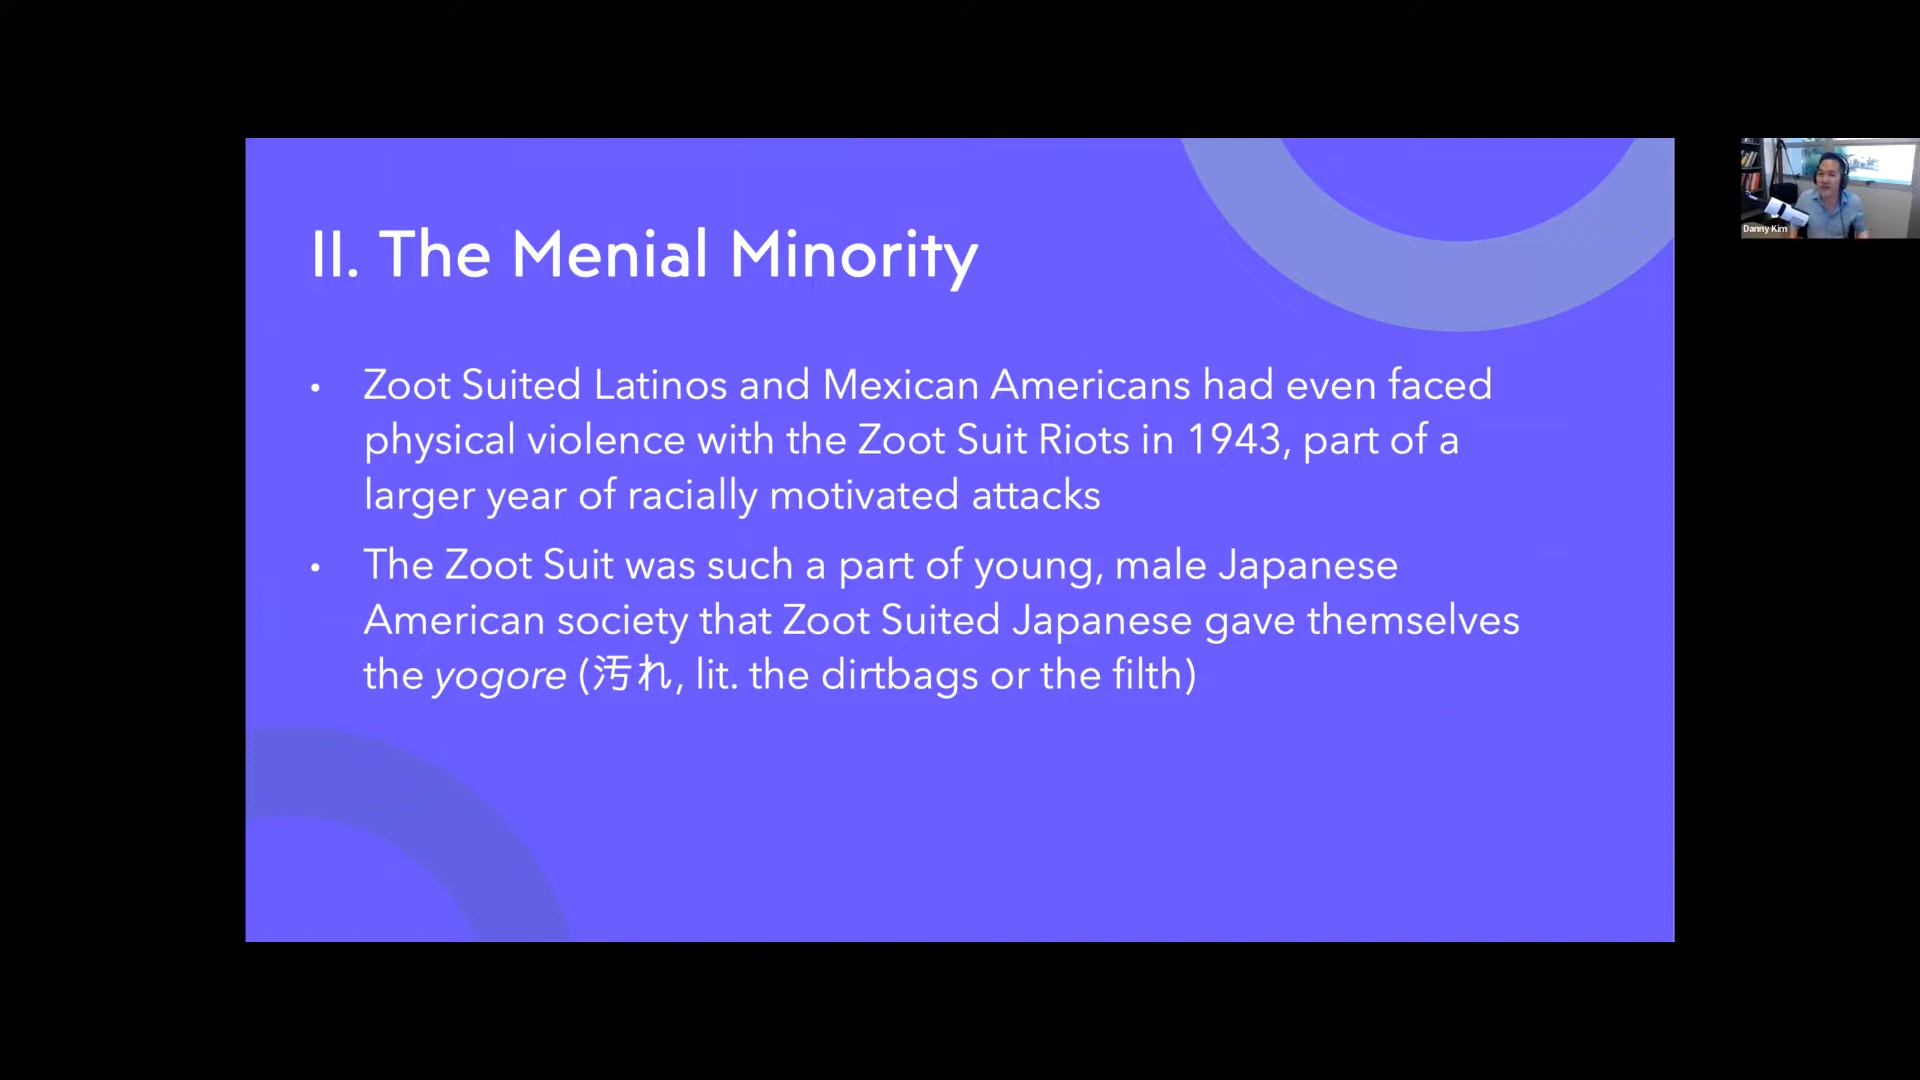 II. The Menial Minority
• Zoot Suited Latinos and Mexican Americans had even faced
physical violence with the Zoot Suit Riots in 1943, part of a
larger year of racially motivated attacks
• The Zoot Suit was such a part of young, male Japanese
American society that Zoot Suited Japanese gave themselves
the yogore (汚れ, lit. the dirtbags or the filth)
Danny Kim